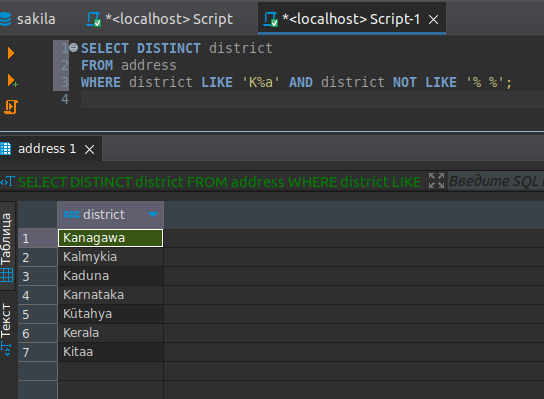 sakila
*<localhost> Script
*<localhost> Script-1
1 SELECT DISTINCT district
2 FROM address
3 WHERE district LIKE 'K%a' AND district NOT LIKE '% %';
4
address 1
SELECT DISTINCT district FROM address WHERE district LIKE
Введите SQL
Таблица
Текст
district
1 Kanagawa
2 Kalmykia
3 Kaduna
4 Karnataka
5 Kütahya
6 Kerala
7 Kitaa